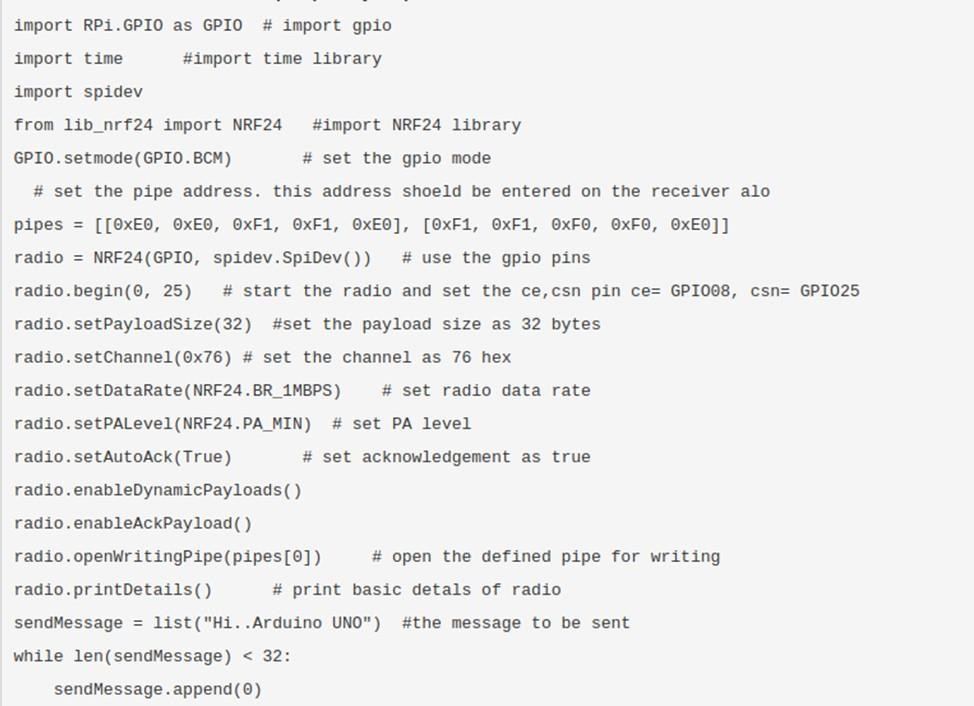 import RPi.GPIO as GPIO  # import gpio
import time      #import time library
import spidev
from lib_nrf24 import NRF24   #import NRF24 library
GPIO.setmode(GPIO.BCM)       # set the gpio mode
  # set the pipe address. this address shoeld be entered on the receiver alo
pipes = [[0xE0, 0xE0, 0xF1, 0xF1, 0xE0], [0xF1, 0xF1, 0xF0, 0xF0, 0xE0]]
radio = NRF24(GPIO, spidev.SpiDev())   # use the gpio pins
radio.begin(0, 25)   # start the radio and set the ce,csn pin ce= GPIO08, csn= GPIO25
radio.setPayloadSize(32)  #set the payload size as 32 bytes
radio.setChannel(0x76) # set the channel as 76 hex
radio.setDataRate(NRF24.BR_1MBPS)    # set radio data rate
radio.setPALevel(NRF24.PA_MIN)  # set PA level
radio.setAutoAck(True)       # set acknowledgement as true
radio.enableDynamicPayloads()
radio.enableAckPayload()
radio.openWritingPipe(pipes[0])     # open the defined pipe for writing
radio.printDetails()      # print basic detals of radio
sendMessage = list("Hi..Arduino UNO")  #the message to be sent
while len(sendMessage) < 32:
    sendMessage.append(0)